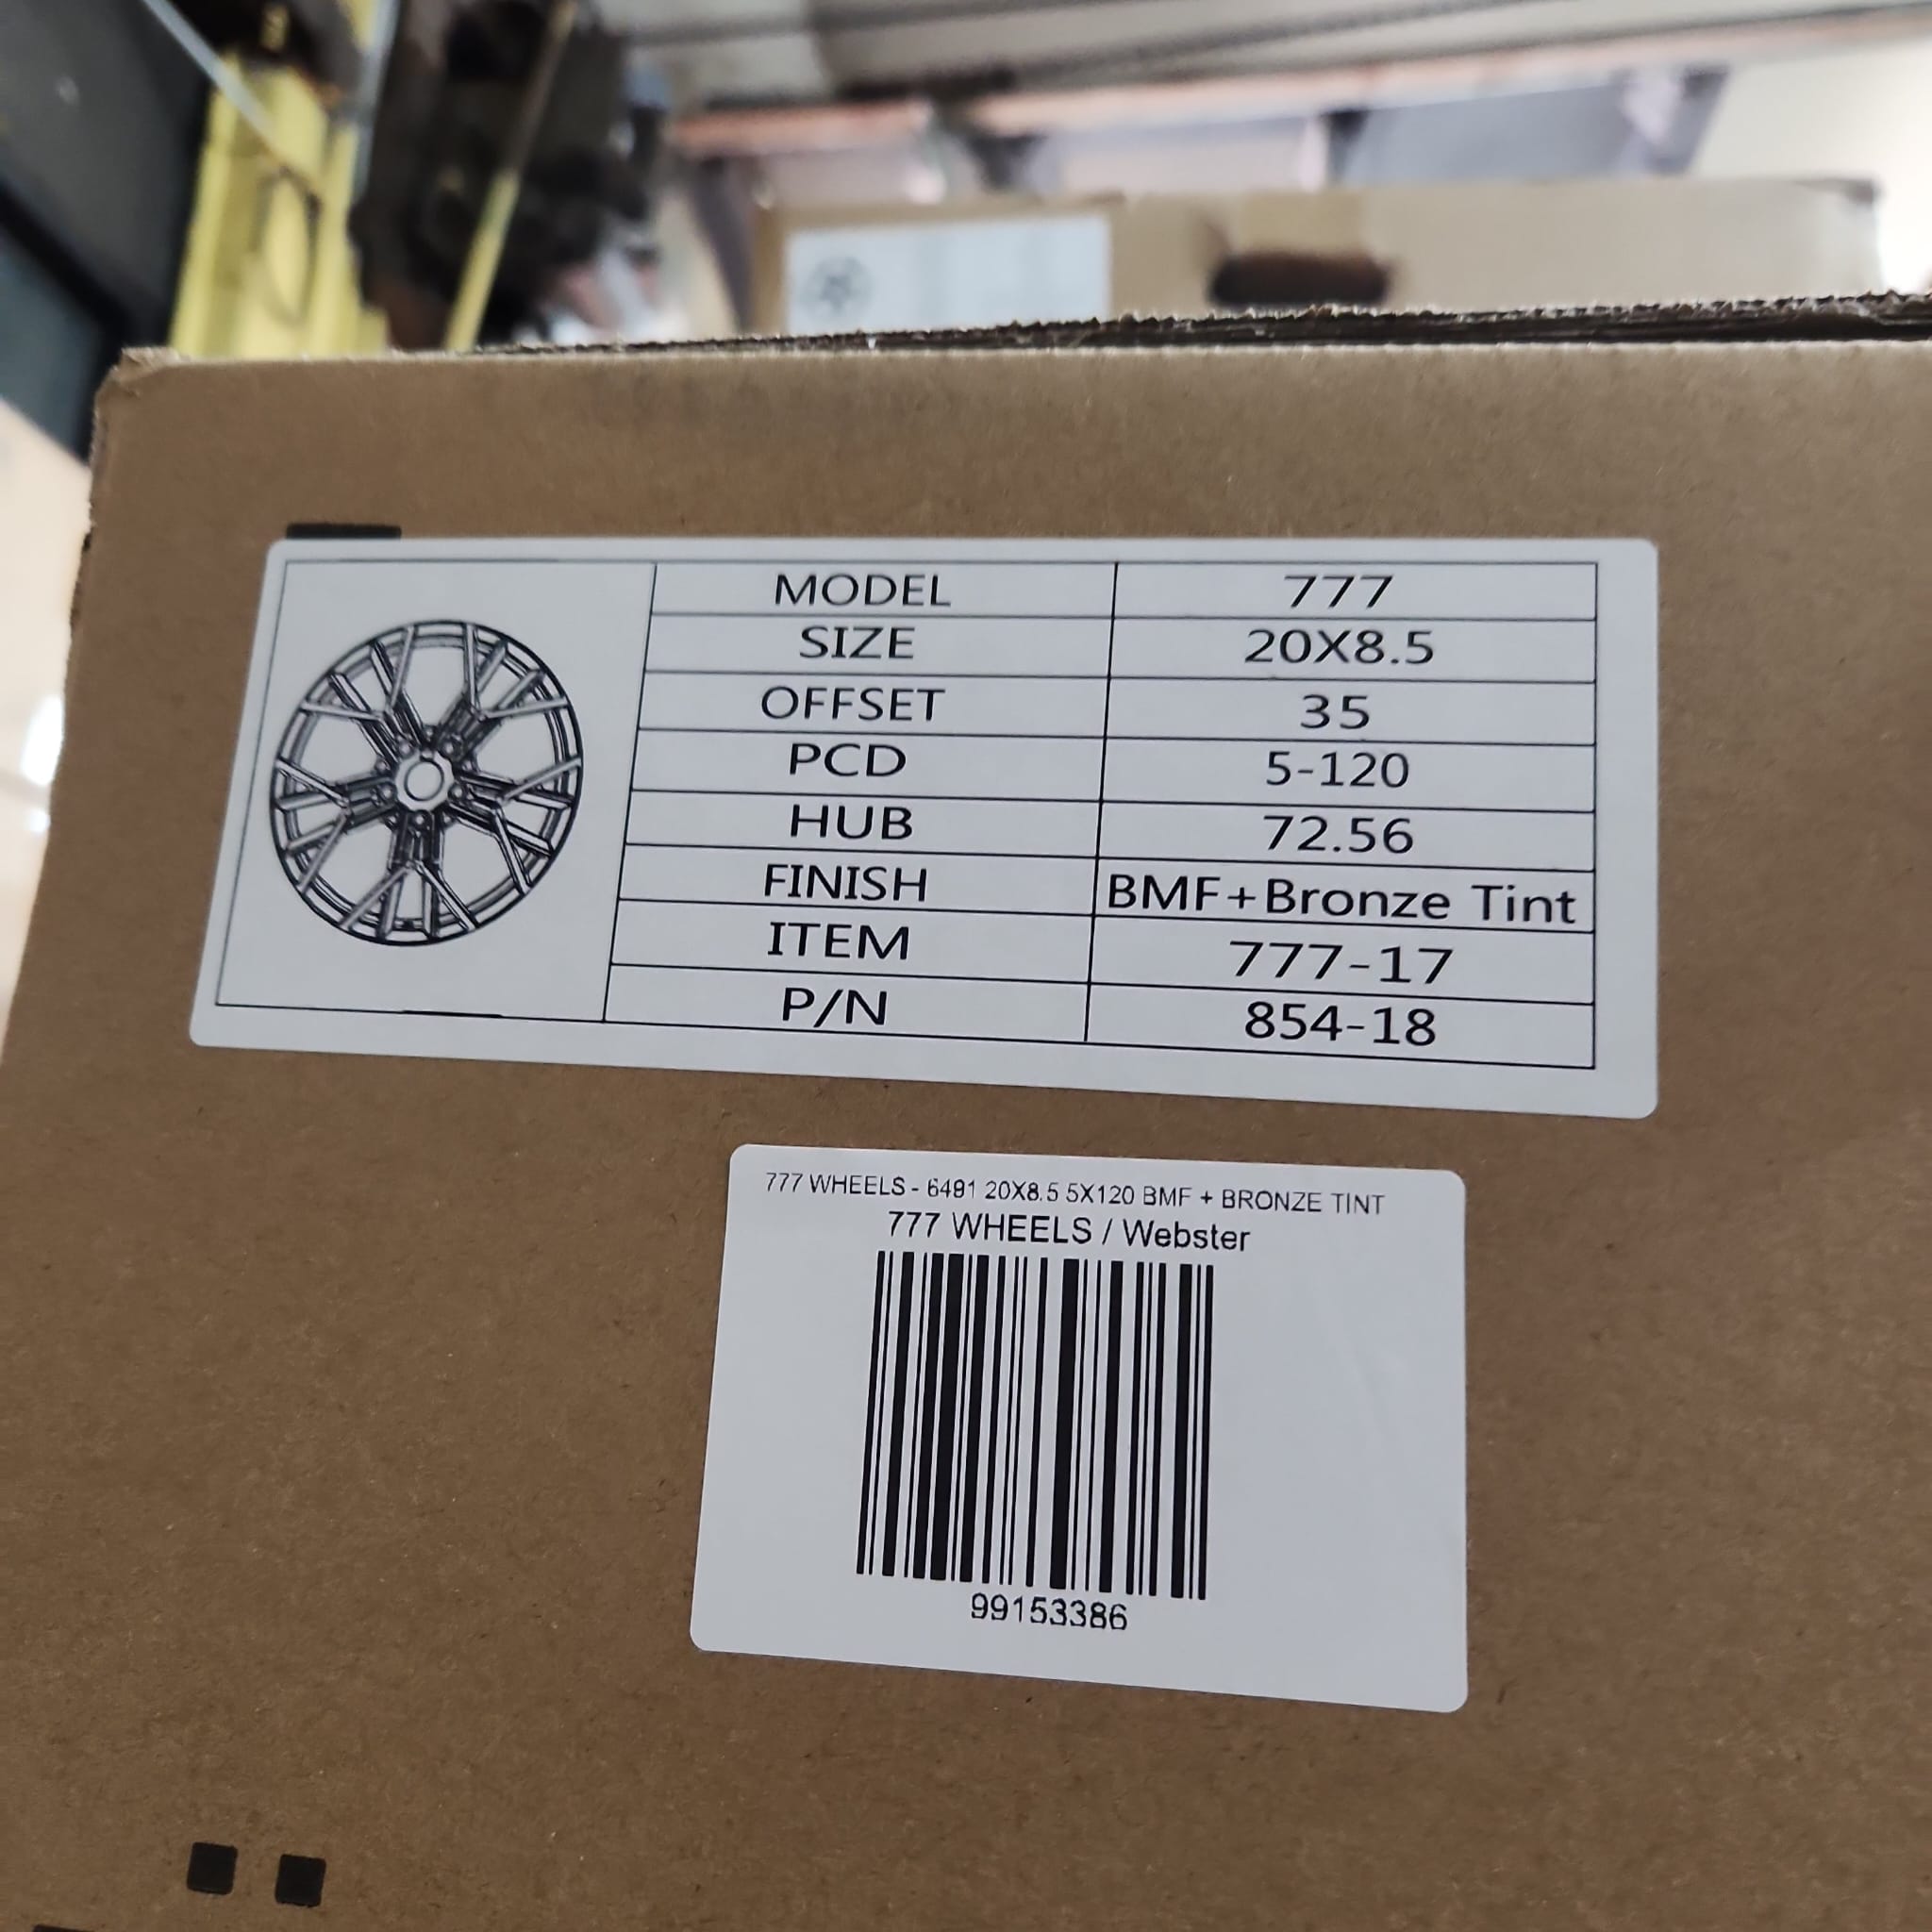 MODEL 777
SIZE 20X8.5
OFFSET 35
PCD 5-120
HUB 72.56
FINISH BMF+Bronze Tint
ITEM 777-17
P/N 854-18
777 WHEELS - 6491 20X8.5 5X120 BMF + BRONZE TINT
777 WHEELS / Webster
99153386